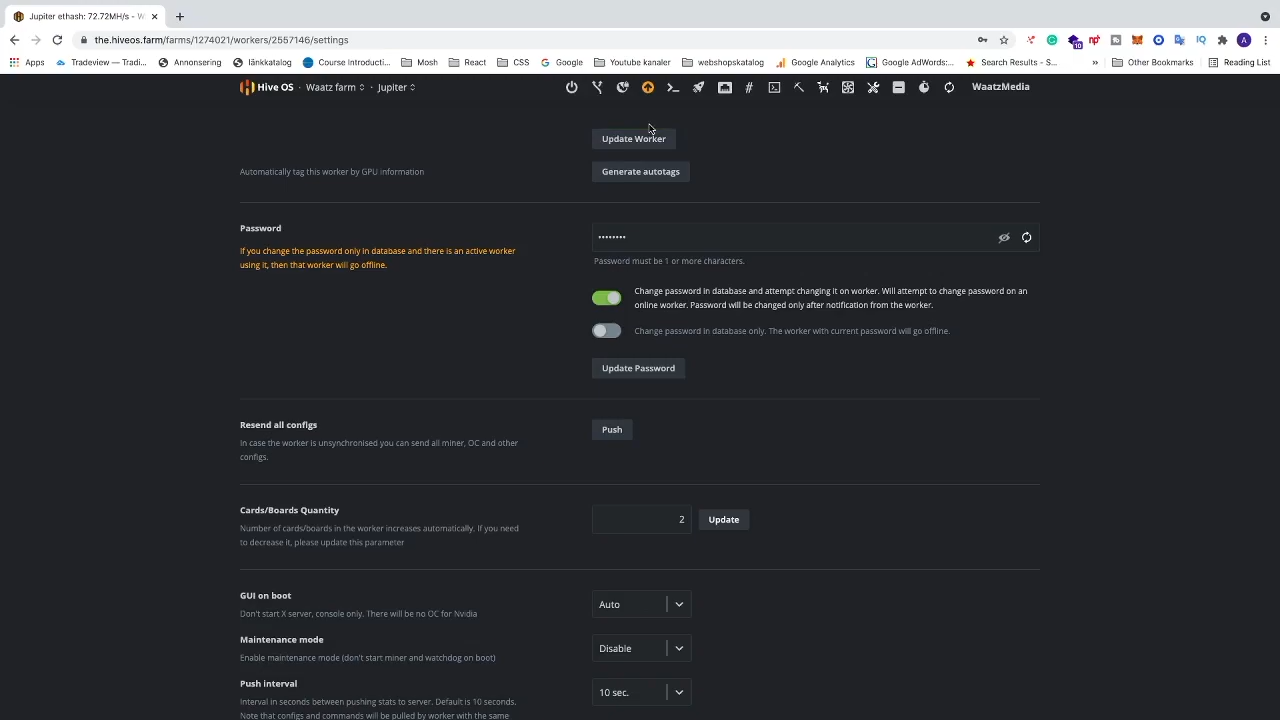 Jupiter ethash: 72.72MH/s - W
the.hiveos.farm/farms/1274021/workers/2557146/settings
A
Apps
Tradeview — Tradi...
Annonsering
länkkatalog
Course Introducti...
Mosh
React
CSS
Google
Youtube kanaler
webshopskatalog
Google Analytics
Google AdWords:...
Search Results - S...
»
Other Bookmarks
Reading List
Hive OS · Waatz farm · Jupiter
WaatzMedia
Update Worker
Automatically tag this worker by GPU information
Generate autotags
Password
If you change the password only in database and there is an active worker
using it, then that worker will go offline.
••••••••
Password must be 1 or more characters.
Change password in database and attempt changing it on worker. Will attempt to change password on an
online worker. Password will be changed only after notification from the worker.
Change password in database only. The worker with current password will go offline.
Update Password
Resend all configs
In case the worker is unsynchronised you can send all miner, OC and other
configs.
Push
Cards/Boards Quantity
Number of cards/boards in the worker increases automatically. If you need
to decrease it, please update this parameter
2
Update
GUI on boot
Don't start X server, console only. There will be no OC for Nvidia
Auto
Maintenance mode
Enable maintenance mode (don't start miner and watchdog on boot)
Disable
Push interval
Interval in seconds between pushing stats to server. Default is 10 seconds.
Note that configs and commands will be pulled by worker with the same
10 sec.